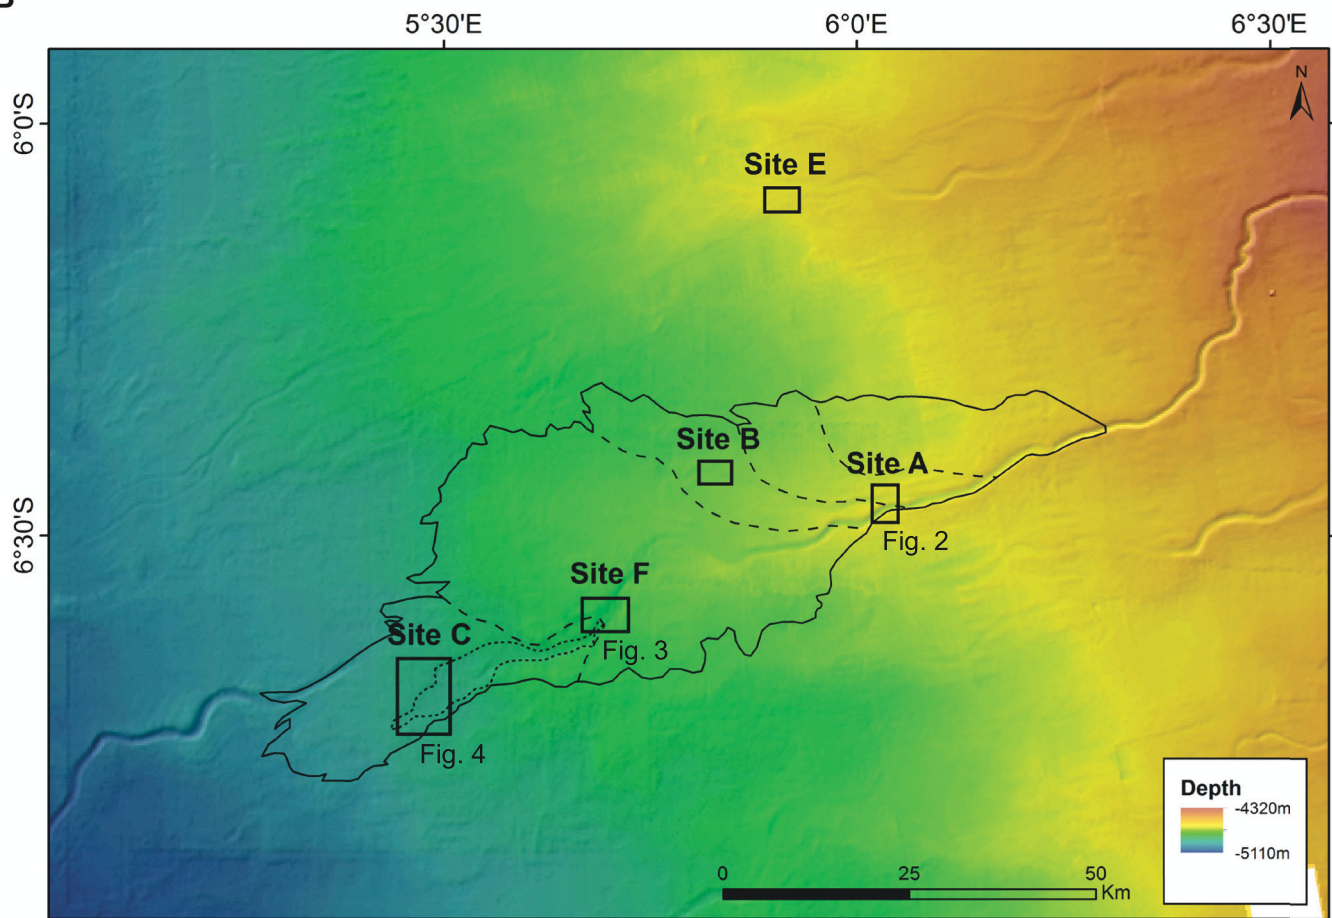 5°30'E 6°0'E 6°30'E
N
6°0'S
Site E
Site B
Site A
6°30'S
Fig. 2
Site F
Site C
Fig. 3
Fig. 4
Depth
-4320m
-5110m
0 25 50
Km